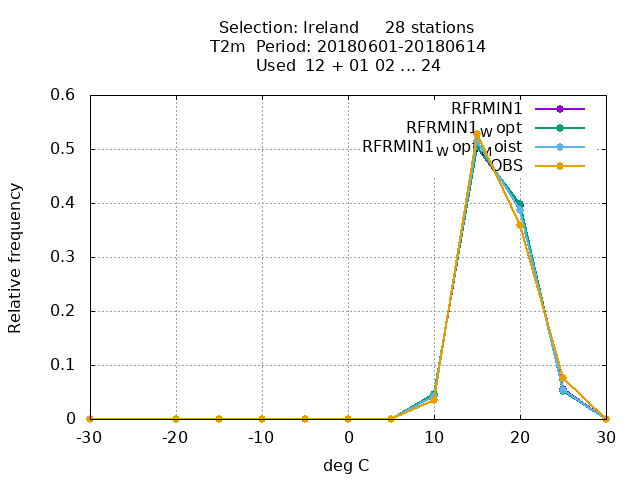 Selection: Ireland     28 stations
T2m  Period: 20180601-20180614
Used  12 + 01 02 ... 24
0.6
0.5
0.4
0.3
0.2
0.1
0
Relative frequency
RFRMIN1
RFRMIN1W opt
RFRMIN1W optMoist
OBS
-30
-20
-10
0
10
20
30
deg C